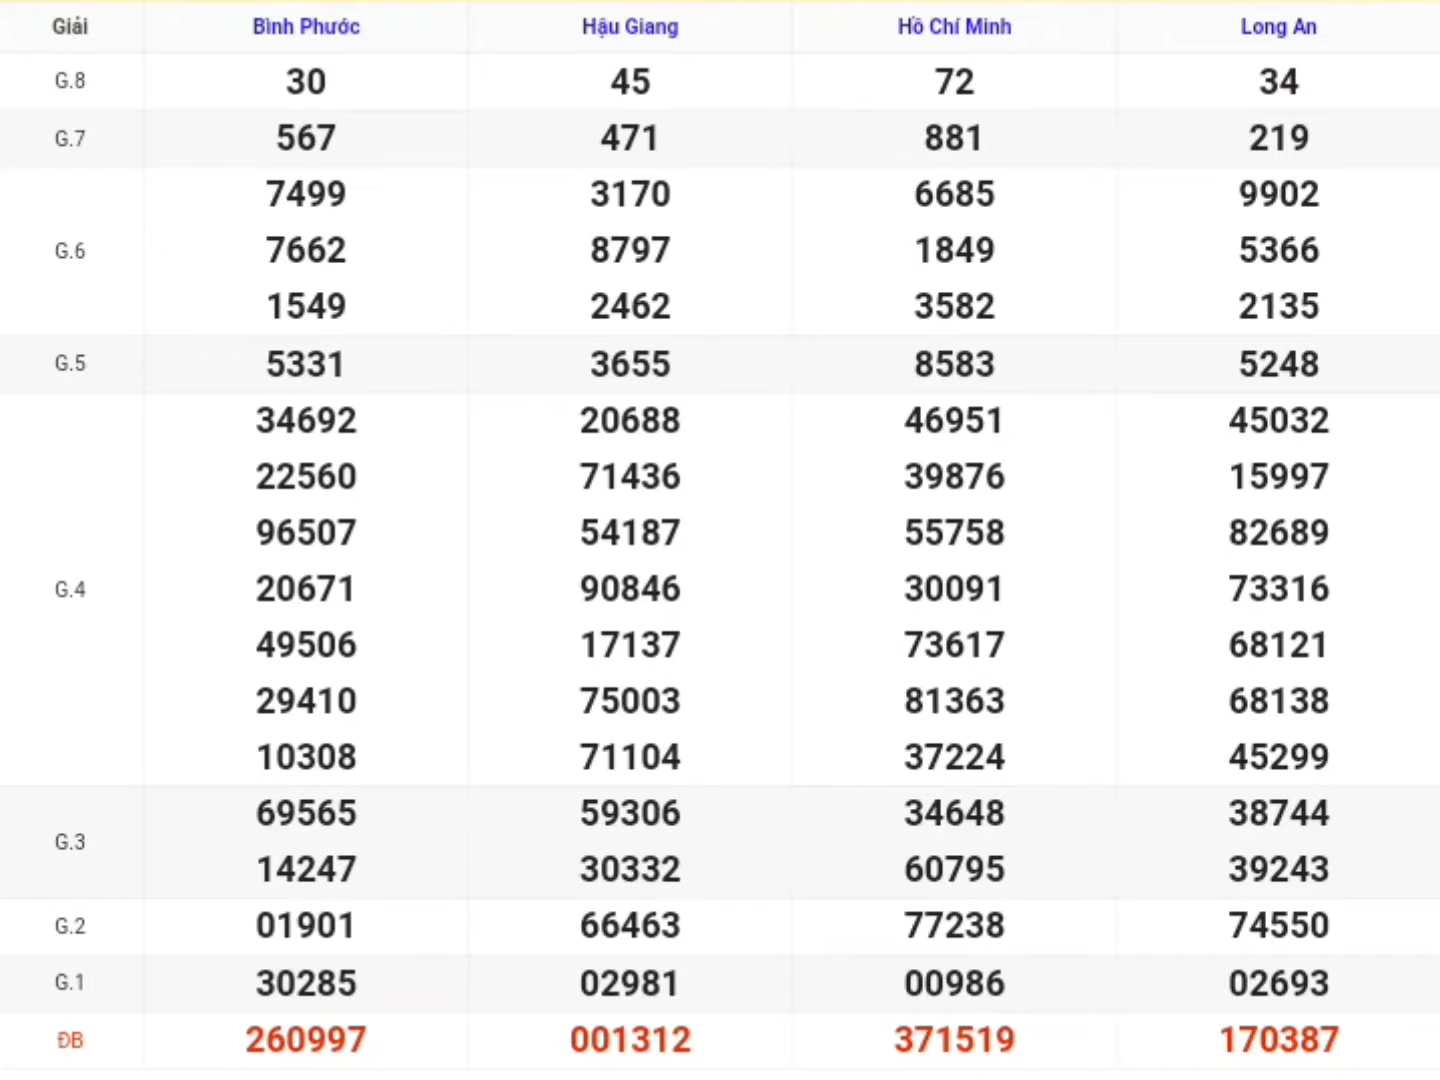 Giải Bình Phước Hậu Giang Hồ Chí Minh Long An
G.8 30 45 72 34
G.7 567 471 881 219
7499 3170 6685 9902
G.6 7662 8797 1849 5366
1549 2462 3582 2135
G.5 5331 3655 8583 5248
34692 20688 46951 45032
22560 71436 39876 15997
96507 54187 55758 82689
G.4 20671 90846 30091 73316
49506 17137 73617 68121
29410 75003 81363 68138
10308 71104 37224 45299
69565 59306 34648 38744
G.3
14247 30332 60795 39243
G.2 01901 66463 77238 74550
G.1 30285 02981 00986 02693
ĐB 260997 001312 371519 170387